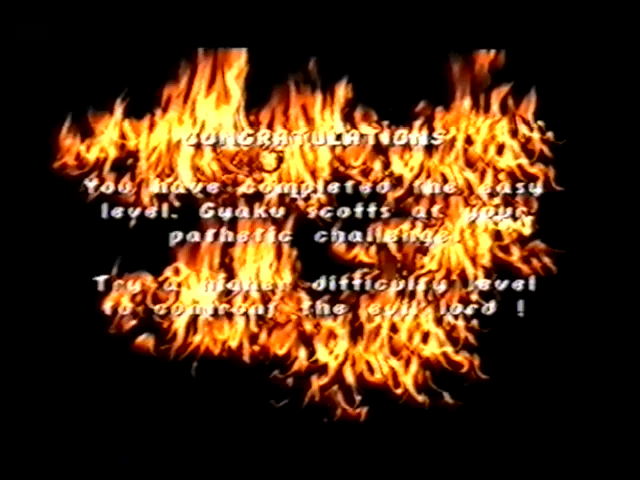 CONGRATULATIONS
You have completed the easy
level. Gyaku scoffs at your
pathetic challenge.
Try a higher difficulty level
to confront the evil lord !